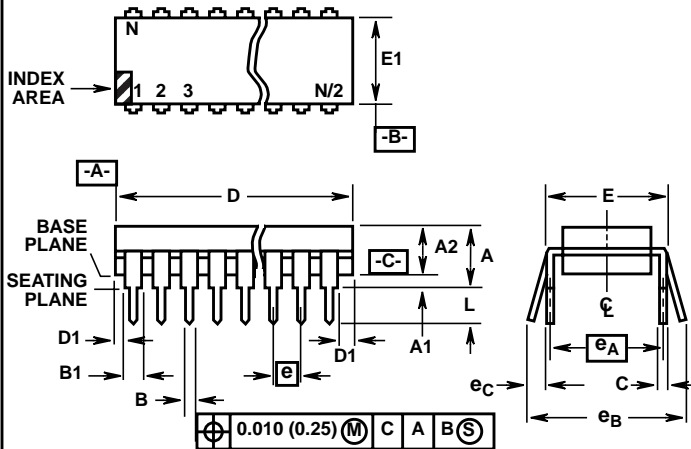 N
E1
INDEX
AREA
1 2 3 N/2
-B-
-A-
D
E
BASE
PLANE
A2
A
-C-
SEATING
PLANE
L
C L
D1
A1
D1
eA
B1
e
eC
C
B
eB
0.010 (0.25) M C A B S